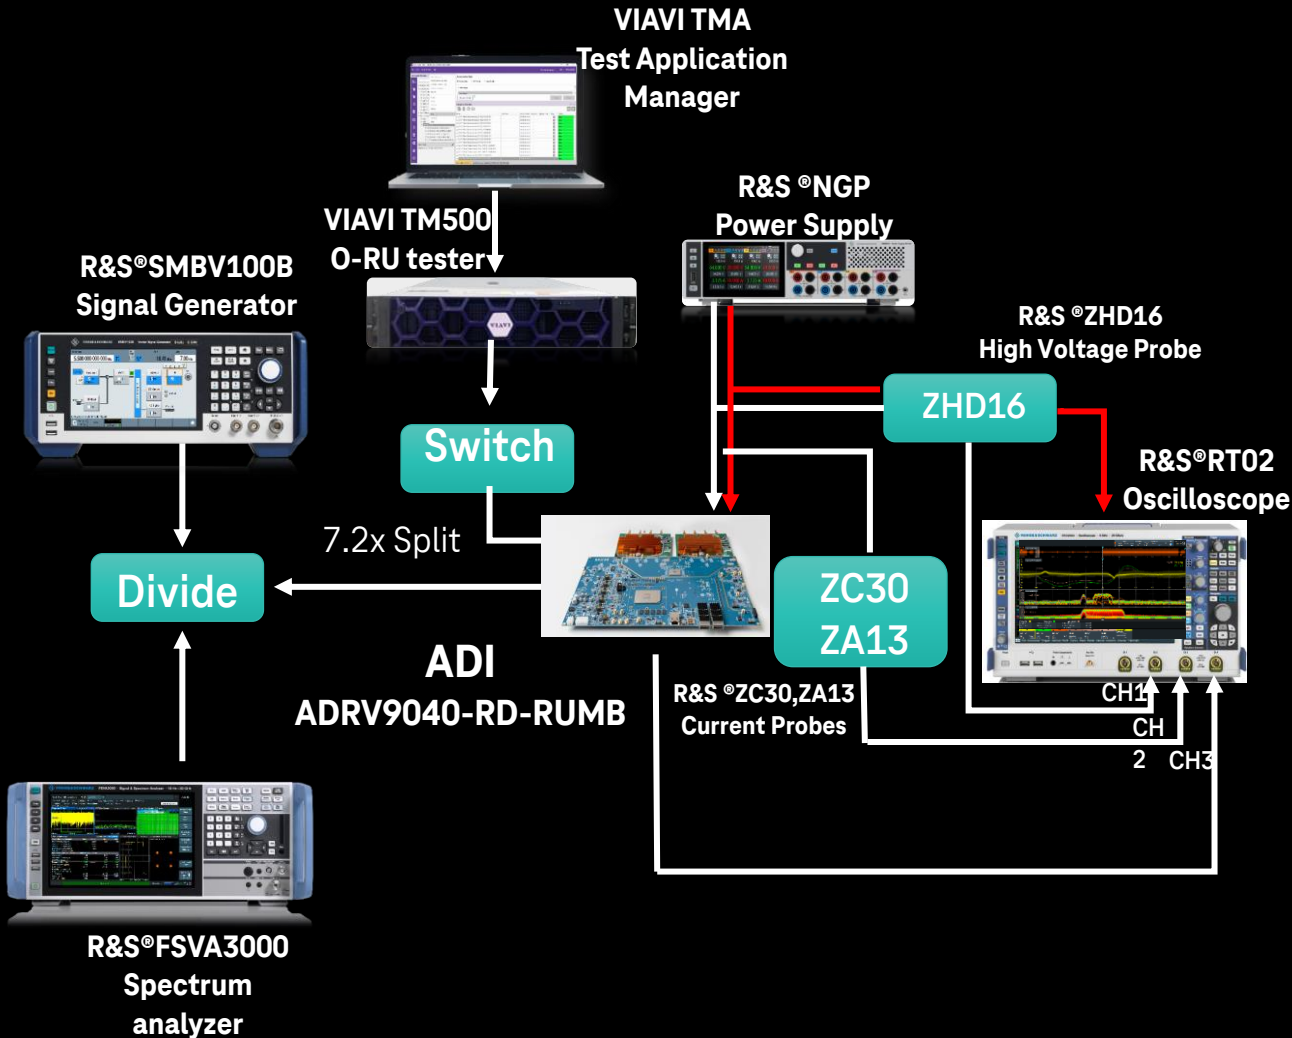 VIAVI TMA
Test Application
Manager
R&S ®NGP
Power Supply
VIAVI TM500
O-RU tester
R&S®SMBV100B
Signal Generator
VIAVI
R&S ®ZHD16
High Voltage Probe
ZHD16
Switch
R&S®RT02
Oscilloscope
7.2x Split
Divide
ZC30
ZA13
ADI
ADRV9040-RD-RUMB
R&S ®ZC30,ZA13
Current Probes
CH1
CH
2
CH3
R&S®FSVA3000
Spectrum
analyzer